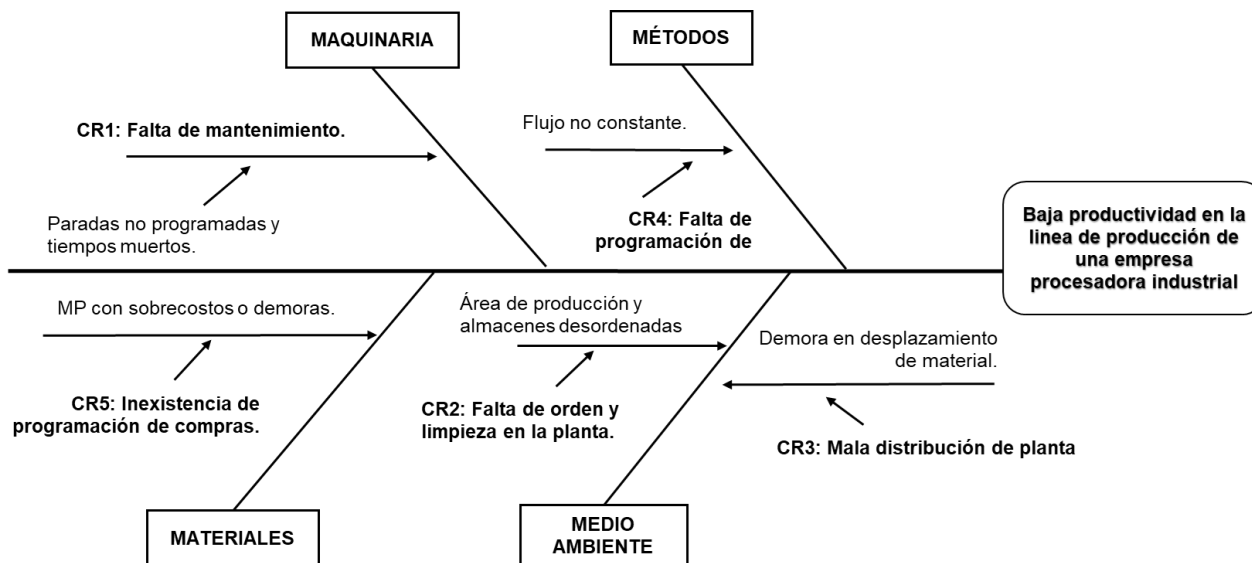 MAQUINARIA
MÉTODOS
CR1: Falta de mantenimiento.
Paradas no programadas y
tiempos muertos.
Flujo no constante.
CR4: Falta de
programación de
Baja productividad en la
linea de producción de
una empresa
procesadora industrial
MP con sobrecostos o demoras.
CR5: Inexistencia de
programación de compras.
Área de producción y
almacenes desordenadas
CR2: Falta de orden y
limpieza en la planta.
Demora en desplazamiento
de material.
CR3: Mala distribución de planta
MATERIALES
MEDIO
AMBIENTE